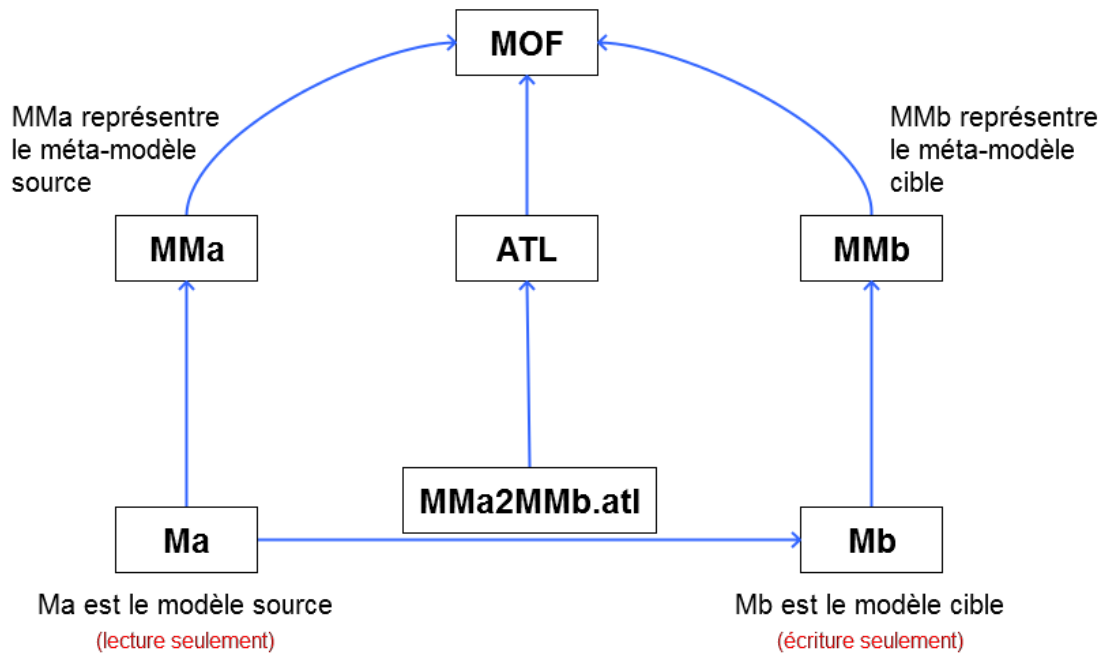 MOF
MMa représentre
le méta-modèle
source
MMb représentre
le méta-modèle
cible
MMa
ATL
MMb
MMa2MMb.atl
Ma
Mb
Ma est le modèle source
(lecture seulement)
Mb est le modèle cible
(écriture seulement)